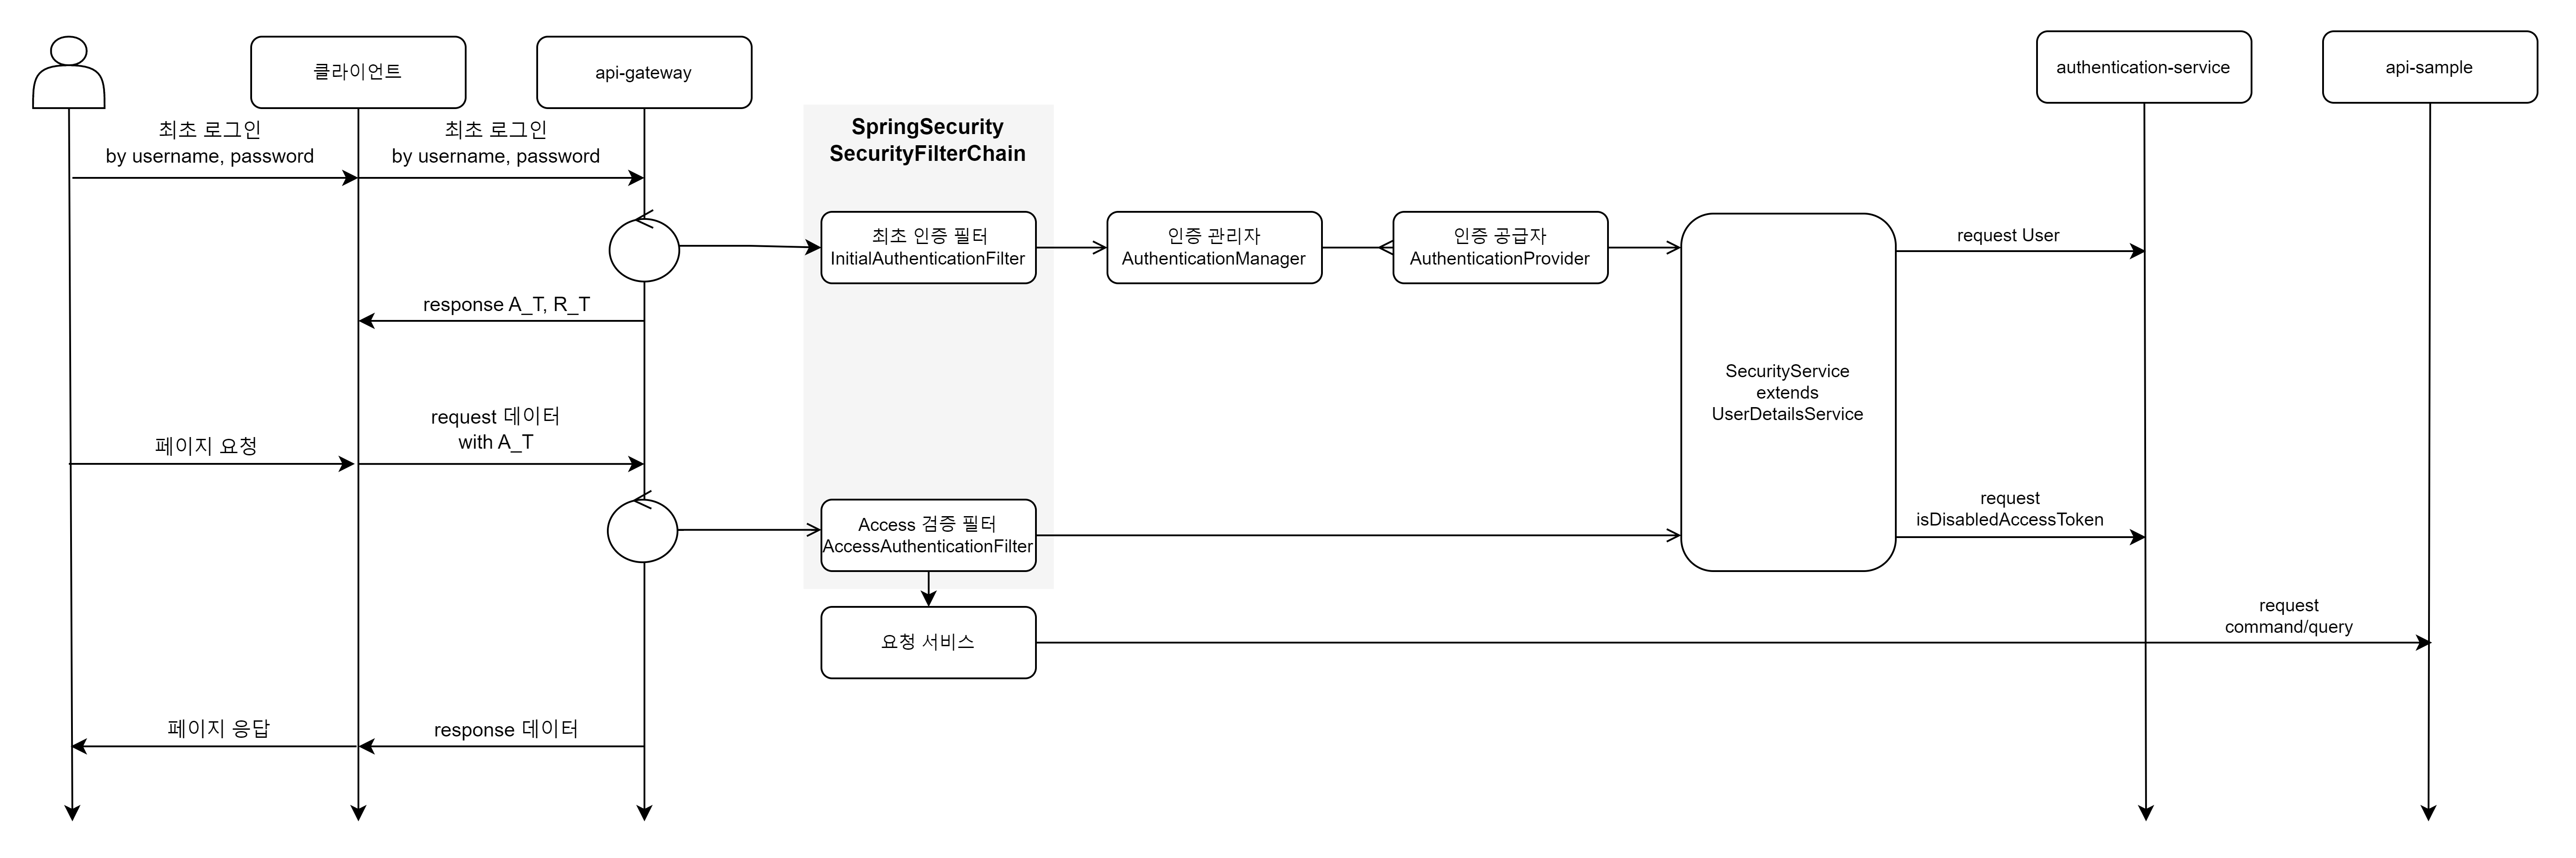 클라이언트
api-gateway
authentication-service
api-sample
최초 로그인
by username, password
최초 로그인
by username, password
SpringSecurity
SecurityFilterChain
최초 인증 필터
InitialAuthenticationFilter
인증 관리자
AuthenticationManager
인증 공급자
AuthenticationProvider
request User
response A_T, R_T
SecurityService
extends
UserDetailsService
페이지 요청
request 데이터
with A_T
Access 검증 필터
AccessAuthenticationFilter
request
isDisabledAccessToken
요청 서비스
request
command/query
페이지 응답
response 데이터